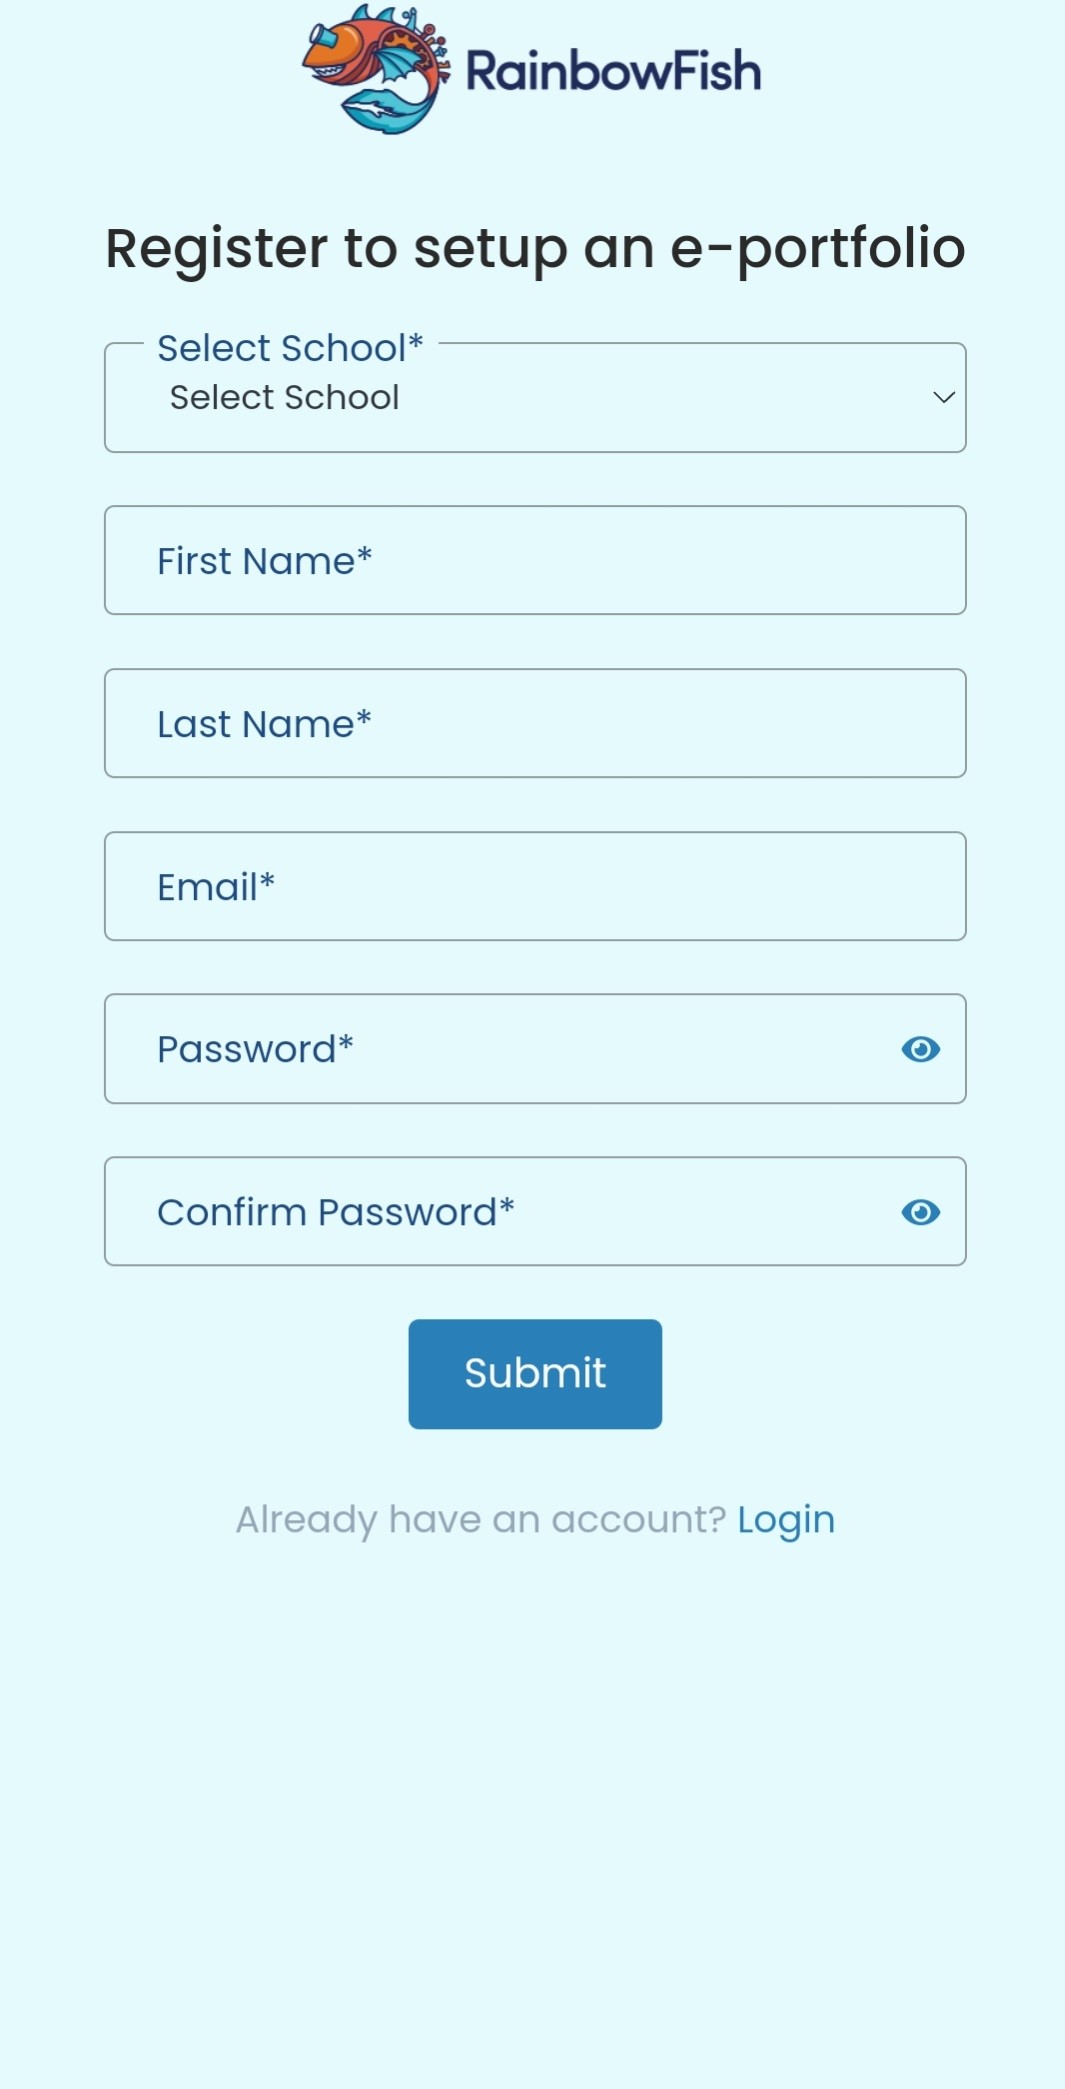 RainbowFish
Register to setup an e-portfolio
Select School*
Select School
First Name*
Last Name*
Email*
Password*
Confirm Password*
Submit
Already have an account? Login